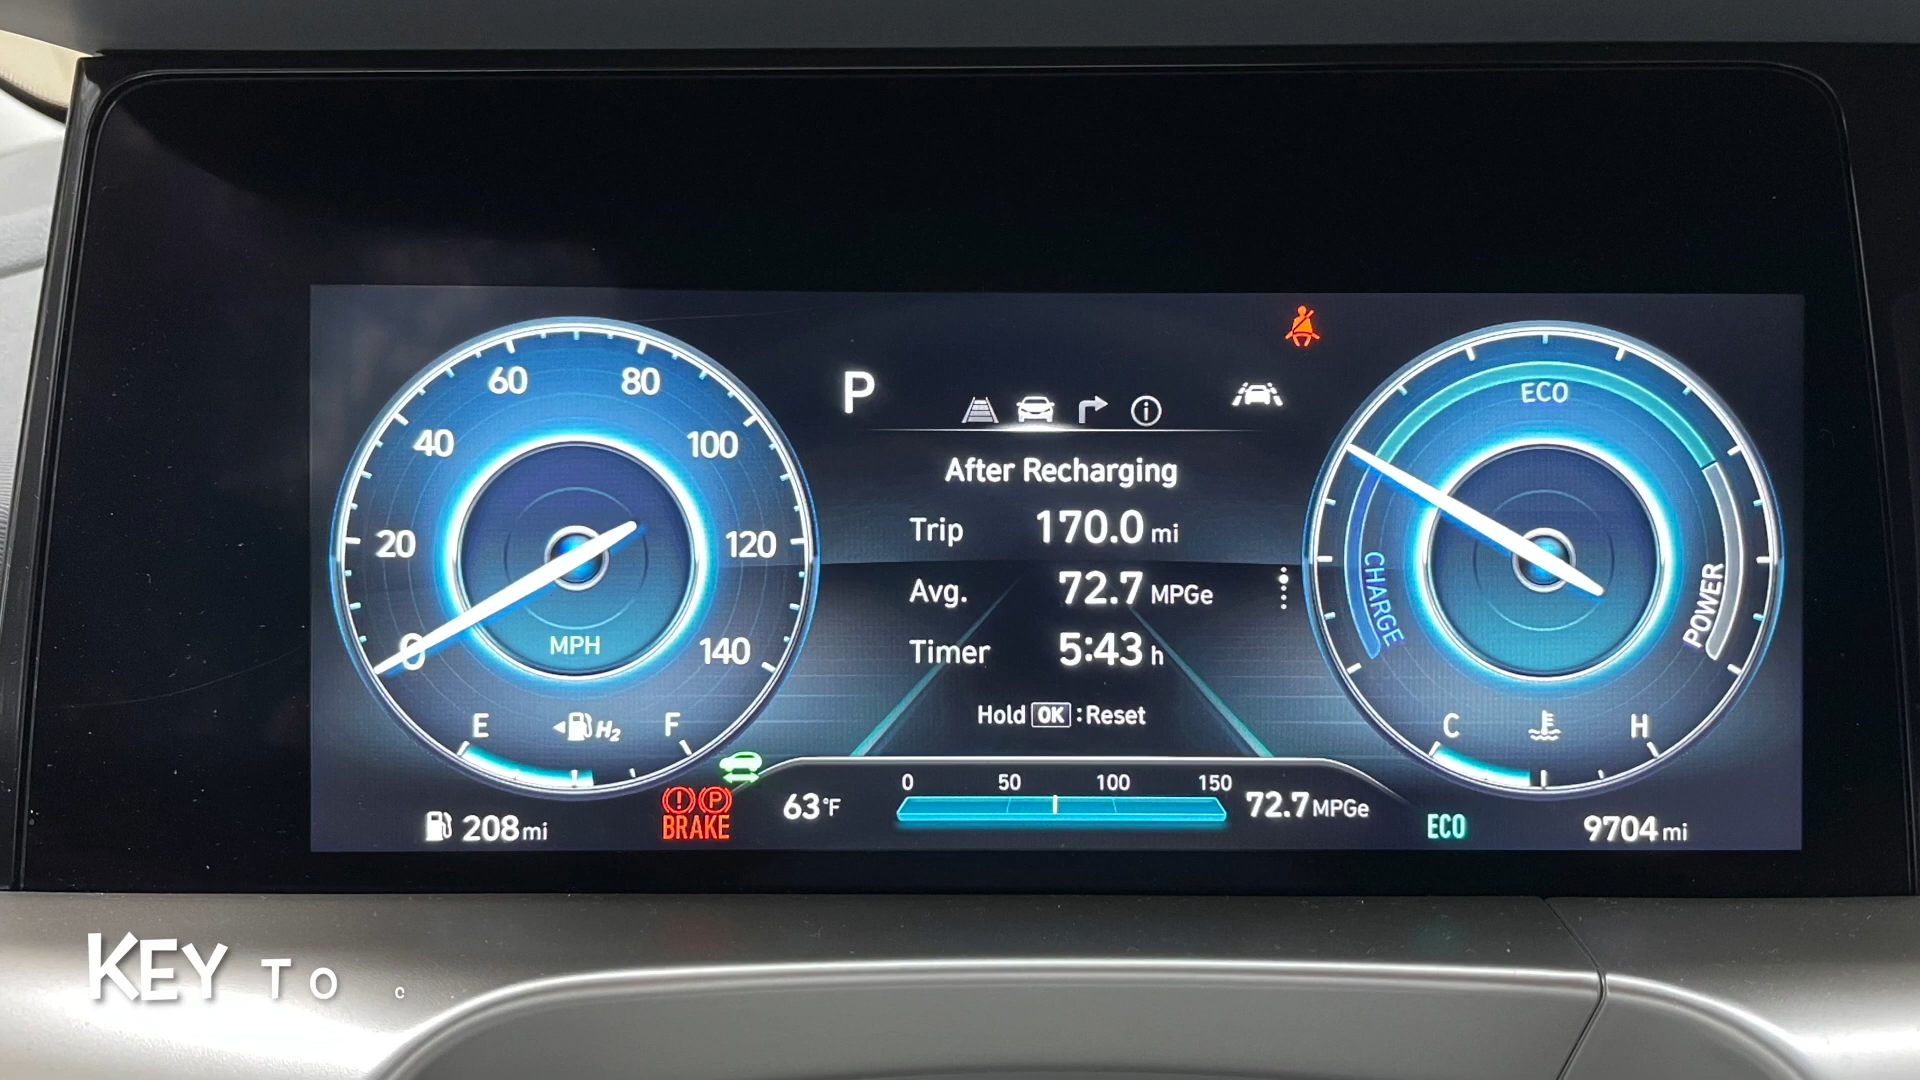 60 80
40 100
20 120
0 140
MPH
E H2 F
208 mi
P
After Recharging
Trip 170.0 mi
Avg. 72.7 MPGe
Timer 5:43 h
Hold OK : Reset
BRAKE
P
63°F
0 50 100 150
72.7 MPGe
ECO
CHARGE
POWER
C H
ECO
9704 mi
KEY TO C